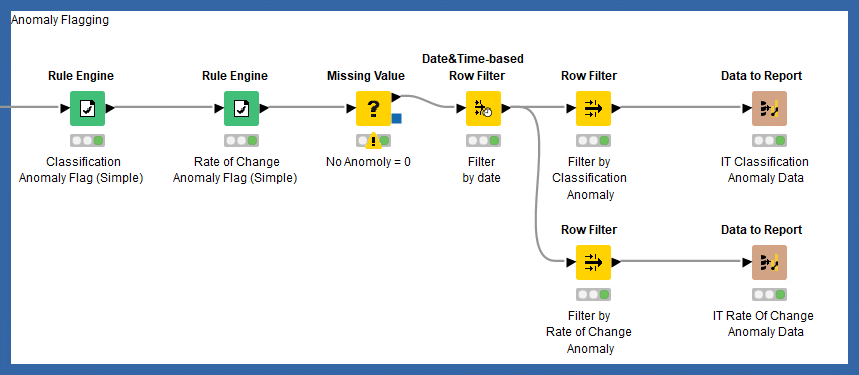 Anomaly Flagging
Rule Engine
Classification
Anomaly Flag (Simple)
Rule Engine
Rate of Change
Anomaly Flag (Simple)
Missing Value
?
!
No Anomoly = 0
Date&Time-based
Row Filter
Filter
by date
Row Filter
Filter by
Classification
Anomaly
Data to Report
IT Classification
Anomaly Data
Row Filter
Filter by
Rate of Change
Anomaly
Data to Report
IT Rate Of Change
Anomaly Data